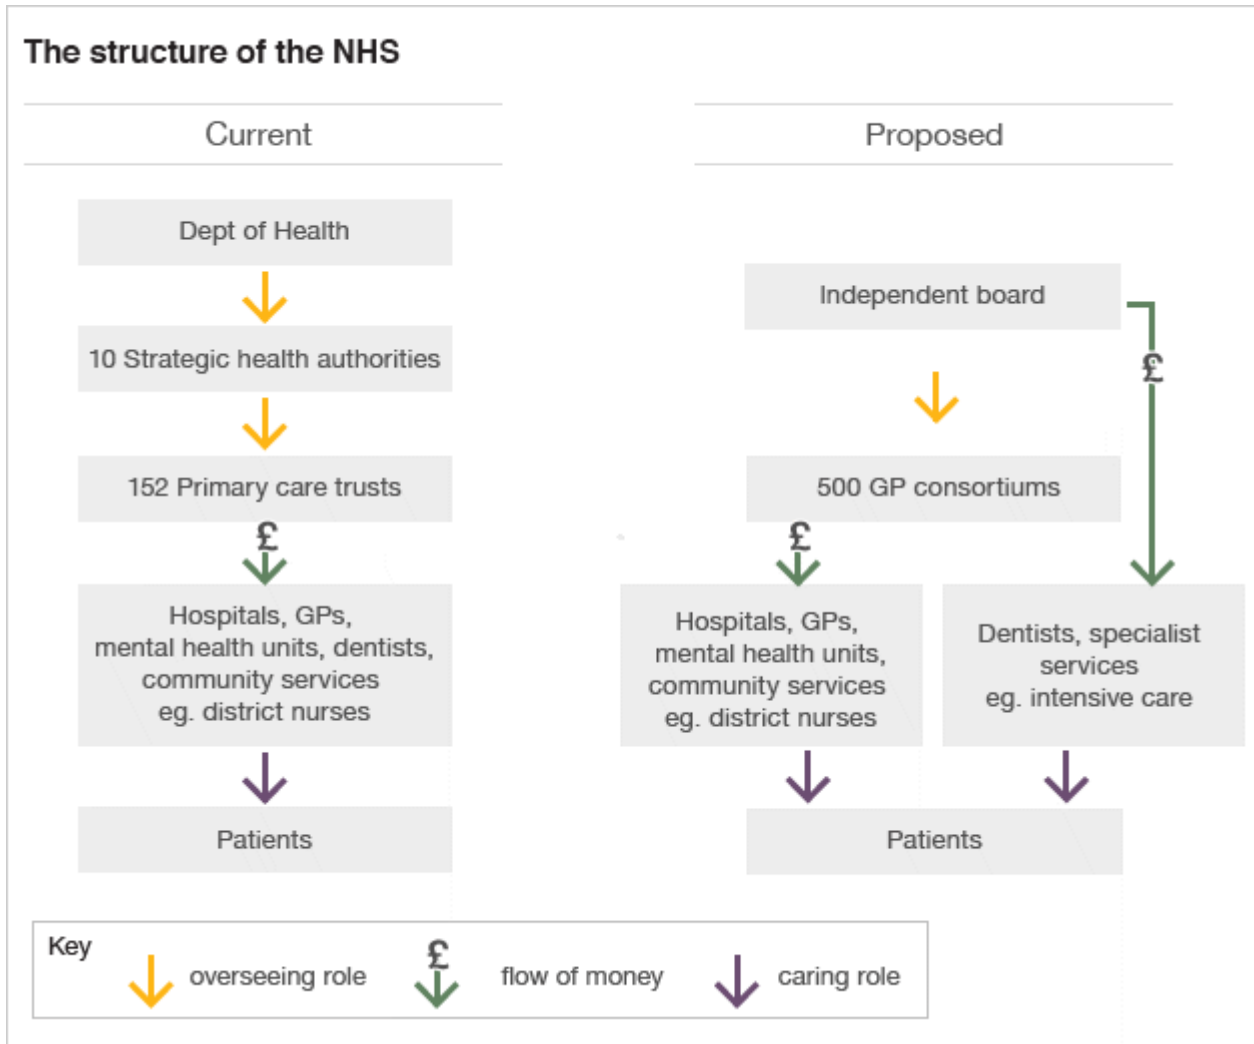 The structure of the NHS
Current
Dept of Health
10 Strategic health authorities
152 Primary care trusts
£
Hospitals, GPs,
mental health units, dentists,
community services
eg. district nurses
Patients
Proposed
Independent board
£
500 GP consortiums
£
Hospitals, GPs,
mental health units,
community services
eg. district nurses
Dentists, specialist
services
eg. intensive care
Patients
Key
overseeing role
£
flow of money
caring role